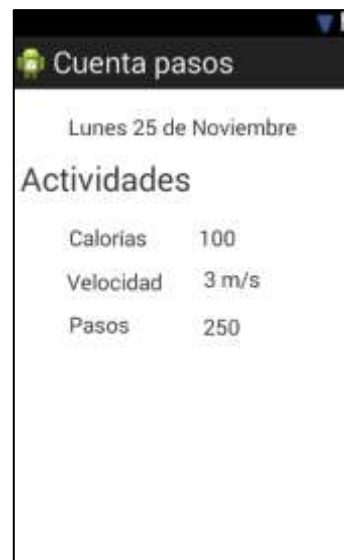 Cuenta pasos
Lunes 25 de Noviembre
Actividades
Calorías 100
Velocidad 3 m/s
Pasos 250